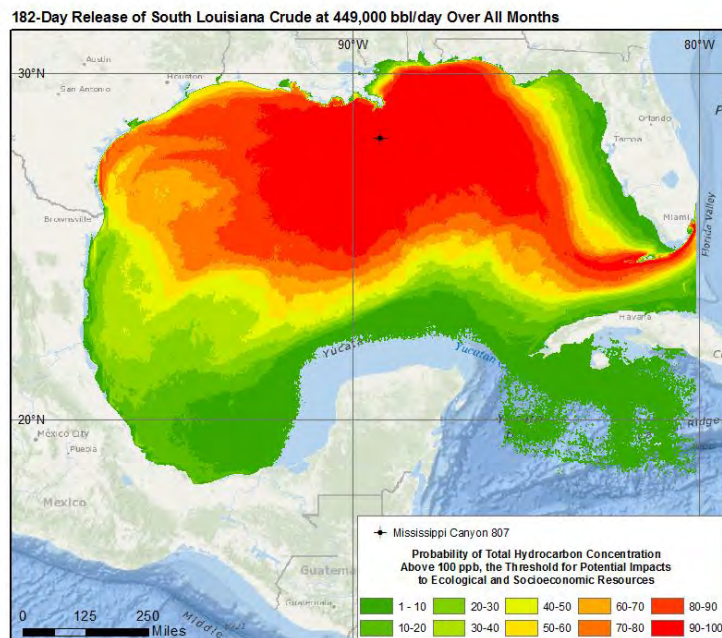 182-Day Release of South Louisiana Crude at 449,000 bbl/day Over All Months
90°W
80°W
30°N
Austin
Houston
San Antonio
Orlando
Tampa
Brownsville
Miami
Florida Valley
Havana
Yucatan
20°N
México City
Puebla
Ridge
Mexico
Guatemala
Mississippi Canyon 807
Probability of Total Hydrocarbon Concentration
Above 100 ppb, the Threshold for Potential Impacts
to Ecological and Socioeconomic Resources
1 - 10 20-30 40-50 60-70 80-90
10-20 30-40 50-60 70-80 90-100
0 125 250
Miles
Middle